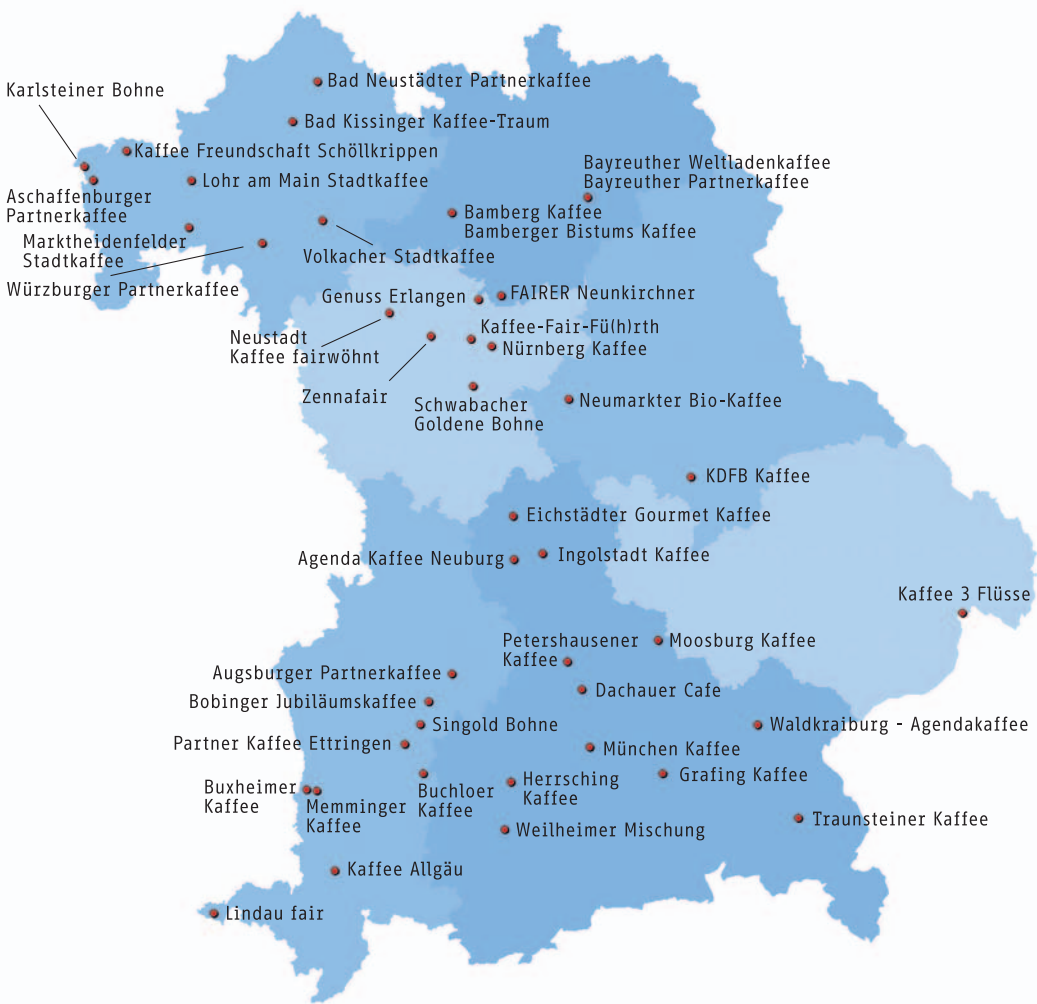 Bad Neustädter Partnerkaffee
Karlsteiner Bohne
Bad Kissinger Kaffee-Traum
Kaffee Freundschaft Schöllkrippen
Bayreuther Weltladenkaffee
Bayreuther Partnerkaffee
Lohr am Main Stadtkaffee
Aschaffenburger
Partnerkaffee
Bamberg Kaffee
Bamberger Bistums Kaffee
Marktheidenfelder
Stadtkaffee
Volkacher Stadtkaffee
Würzburger Partnerkaffee
Genuss Erlangen
FAIRER Neunkirchner
Neustadt
Kaffee fairwöhnt
Kaffee-Fair-Fü(h)rth
Nürnberg Kaffee
Zennafair
Schwabacher
Goldene Bohne
Neumarkter Bio-Kaffee
KDFB Kaffee
Eichstädter Gourmet Kaffee
Agenda Kaffee Neuburg
Ingolstadt Kaffee
Kaffee 3 Flüsse
Petershausener
Kaffee
Moosburg Kaffee
Augsburger Partnerkaffee
Dachauer Cafe
Bobinger Jubiläumskaffee
Singold Bohne
Waldkraiburg - Agendakaffee
Partner Kaffee Ettringen
München Kaffee
Buxheimer
Kaffee
Memminger
Kaffee
Buchloer
Kaffee
Herrsching
Kaffee
Grafing Kaffee
Weilheimer Mischung
Traunsteiner Kaffee
Kaffee Allgäu
Lindau fair